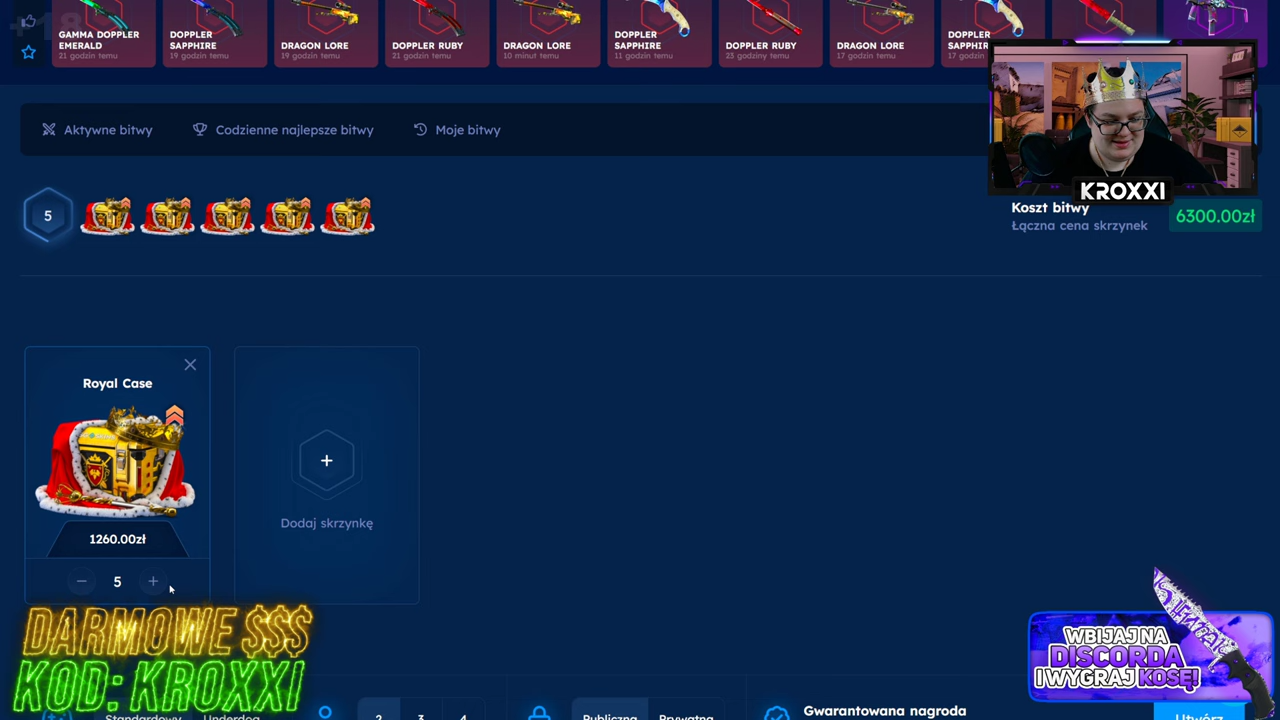 +18
GAMMA DOPPLER
EMERALD
21 godzin temu
DOPPLER
SAPPHIRE
19 godzin temu
DRAGON LORE
19 godzin temu
DOPPLER RUBY
21 godzin temu
DRAGON LORE
10 minut temu
DOPPLER
SAPPHIRE
11 godzin temu
DOPPLER RUBY
23 godziny temu
DRAGON LORE
17 godzin temu
DOPPLER
SAPPHIR
17 godzin
Aktywne bitwy
Codzienne najlepsze bitwy
Moje bitwy
KROXXI
5
Koszt bitwy
Łączna cena skrzynek
6300.00zł
Royal Case
1260.00zł
− 5 +
+
Dodaj skrzynkę
DARMOWE $$$
KOD: KROXXI
WBIJAJ NA
DISCORDA
I WYGRAJ KOSĘ!
Standardowy
Underdog
2
3
4
Publiczna
Prywatna
Gwarantowana nagroda
Utwórz